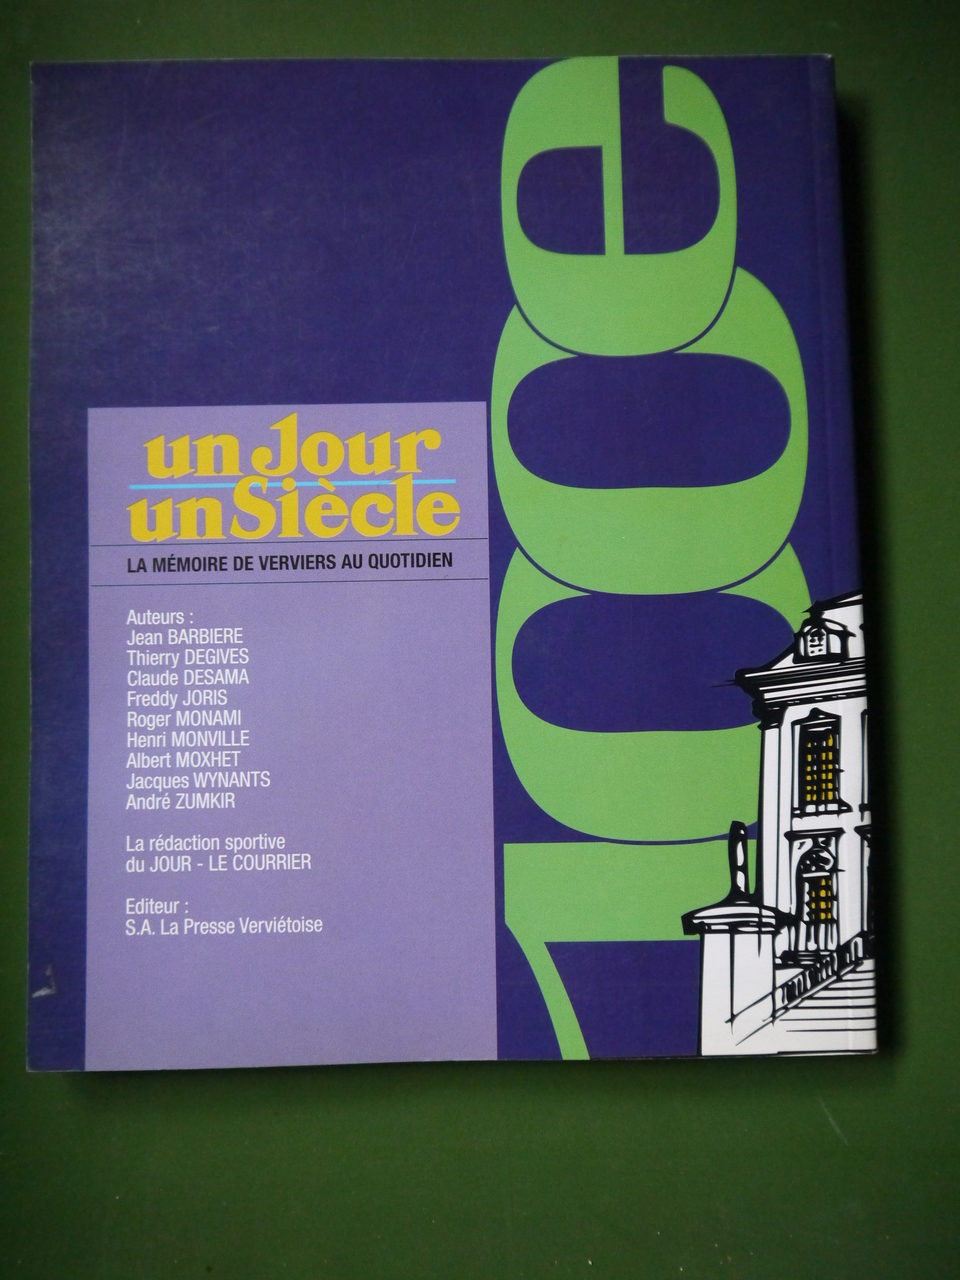 un Jour
un Siècle
LA MÉMOIRE DE VERVIERS AU QUOTIDIEN
Auteurs :
Jean BARBIERE
Thierry DEGIVES
Claude DESAMA
Freddy JORIS
Roger MONAMI
Henri MONVILLE
Albert MOXHET
Jacques WYNANTS
André ZUMKIR
La rédaction sportive
du JOUR - LE COURRIER
Editeur :
S.A. La Presse Verviétoise
100e